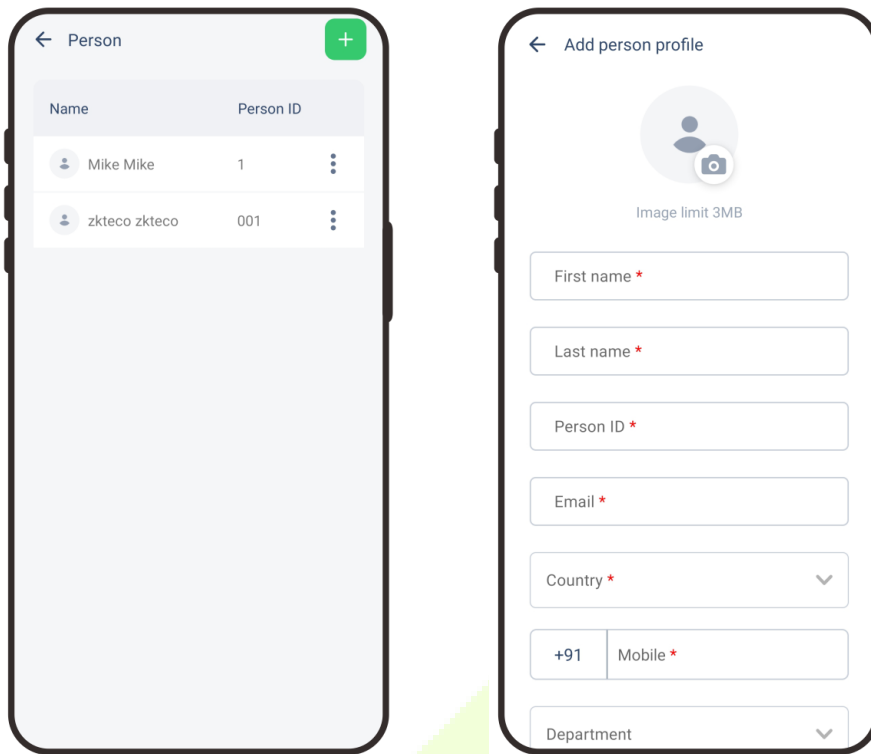 Person
+
Name Person ID
Mike Mike 1
zkteco zkteco 001
Add person profile
Image limit 3MB
First name *
Last name *
Person ID *
Email *
Country *
+91 Mobile *
Department